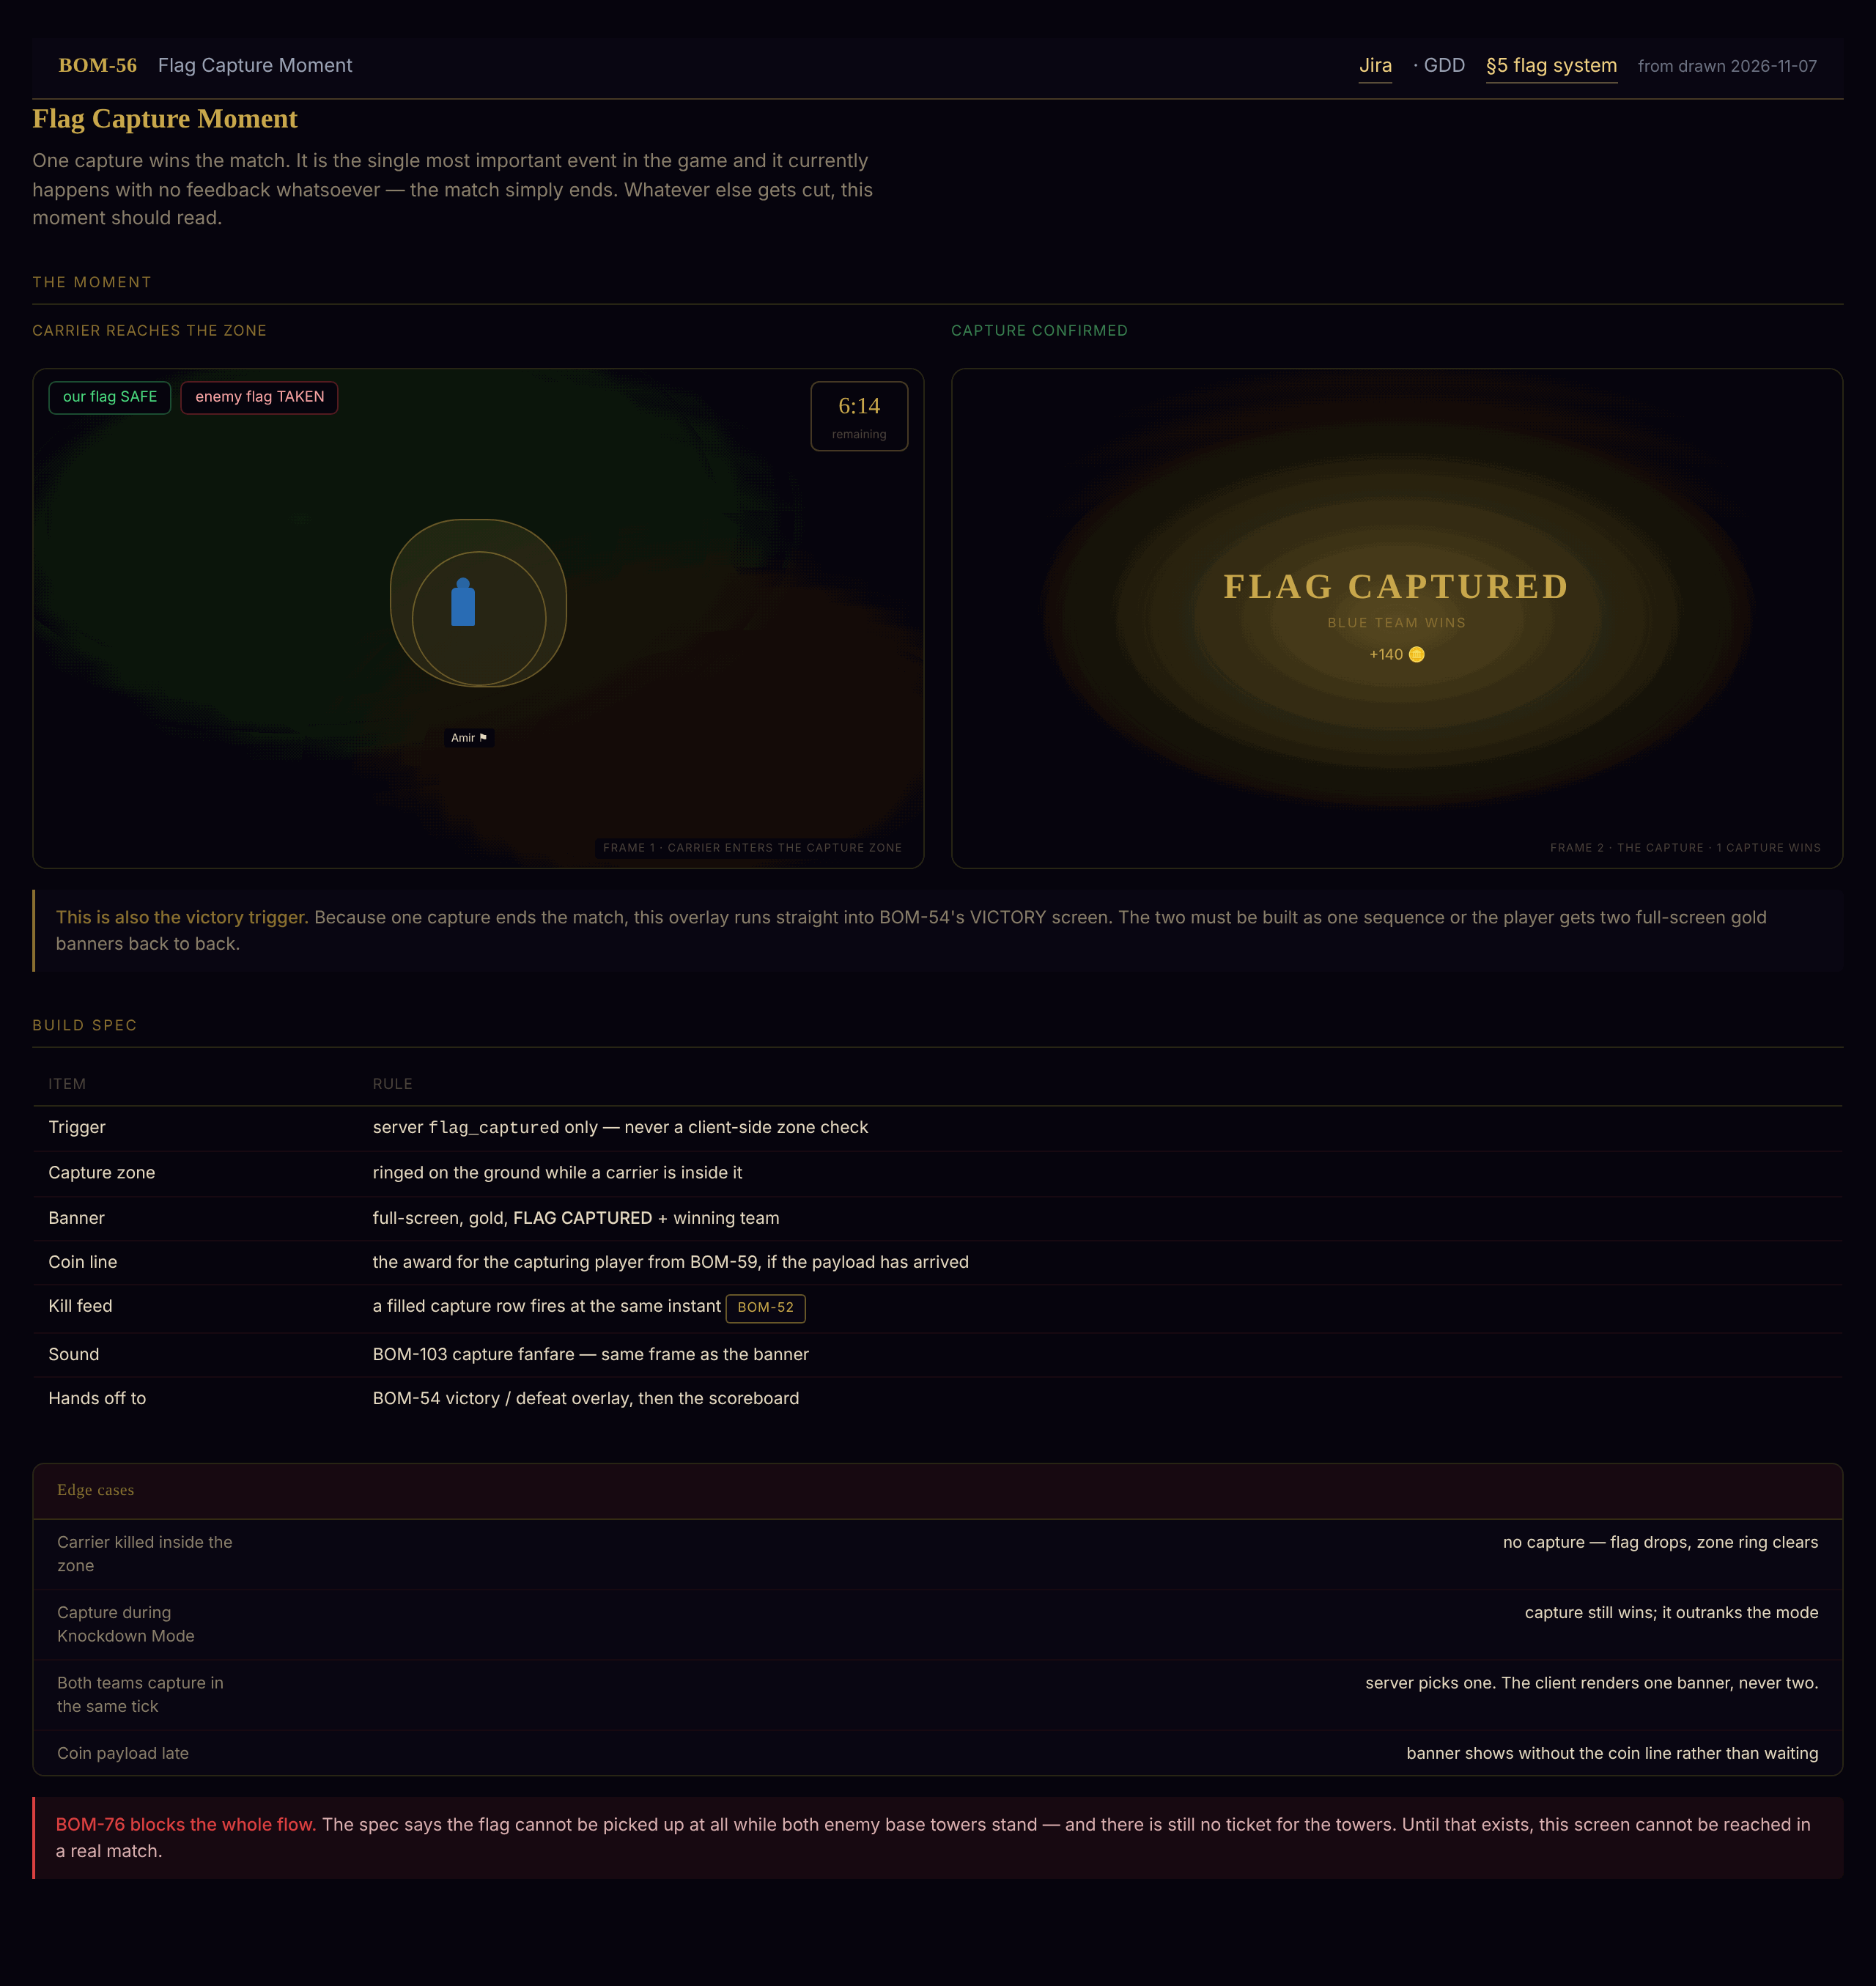 BOM-56 Flag Capture Moment Jira · GDD §5 flag system from drawn 2026-11-07
Flag Capture Moment
One capture wins the match. It is the single most important event in the game and it currently
happens with no feedback whatsoever — the match simply ends. Whatever else gets cut, this
moment should read.
THE MOMENT
CARRIER REACHES THE ZONE
our flag SAFE
enemy flag TAKEN
6:14
remaining
Amir ⚑
FRAME 1 · CARRIER ENTERS THE CAPTURE ZONE
CAPTURE CONFIRMED
FLAG CAPTURED
BLUE TEAM WINS
+140 🪙
FRAME 2 · THE CAPTURE · 1 CAPTURE WINS
This is also the victory trigger. Because one capture ends the match, this overlay runs straight into BOM-54's VICTORY screen. The two must be built as one sequence or the player gets two full-screen gold
banners back to back.
BUILD SPEC
ITEM RULE
Trigger server flag_captured only — never a client-side zone check
Capture zone ringed on the ground while a carrier is inside it
Banner full-screen, gold, FLAG CAPTURED + winning team
Coin line the award for the capturing player from BOM-59, if the payload has arrived
Kill feed a filled capture row fires at the same instant BOM-52
Sound BOM-103 capture fanfare — same frame as the banner
Hands off to BOM-54 victory / defeat overlay, then the scoreboard
Edge cases
Carrier killed inside the
zone
no capture — flag drops, zone ring clears
Capture during
Knockdown Mode
capture still wins; it outranks the mode
Both teams capture in
the same tick
server picks one. The client renders one banner, never two.
Coin payload late
banner shows without the coin line rather than waiting
BOM-76 blocks the whole flow. The spec says the flag cannot be picked up at all while both enemy base towers stand — and there is still no ticket for the towers. Until that exists, this screen cannot be reached in
a real match.